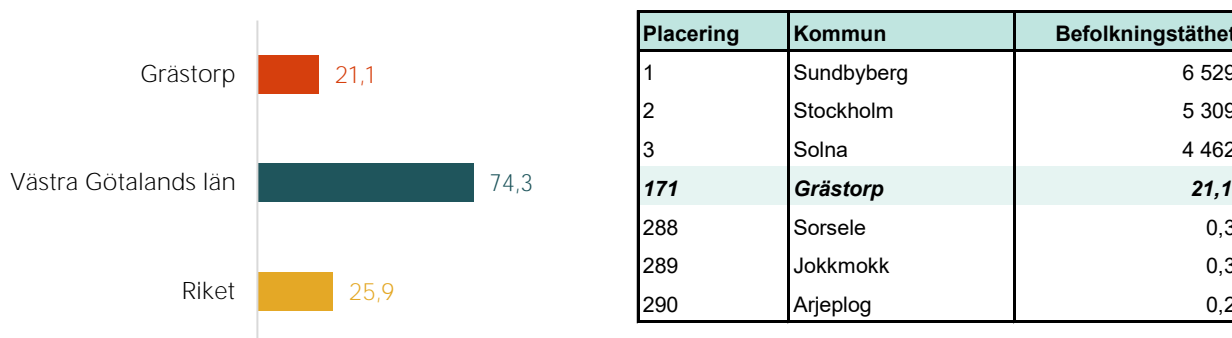 Grästorp 21,1
Västra Götalands län 74,3
Riket 25,9
Placering Kommun Befolkningstäthet
1 Sundbyberg 6 529
2 Stockholm 5 309
3 Solna 4 462
171 Grästorp 21,1
288 Sorsele 0,3
289 Jokkmokk 0,3
290 Arjeplog 0,2